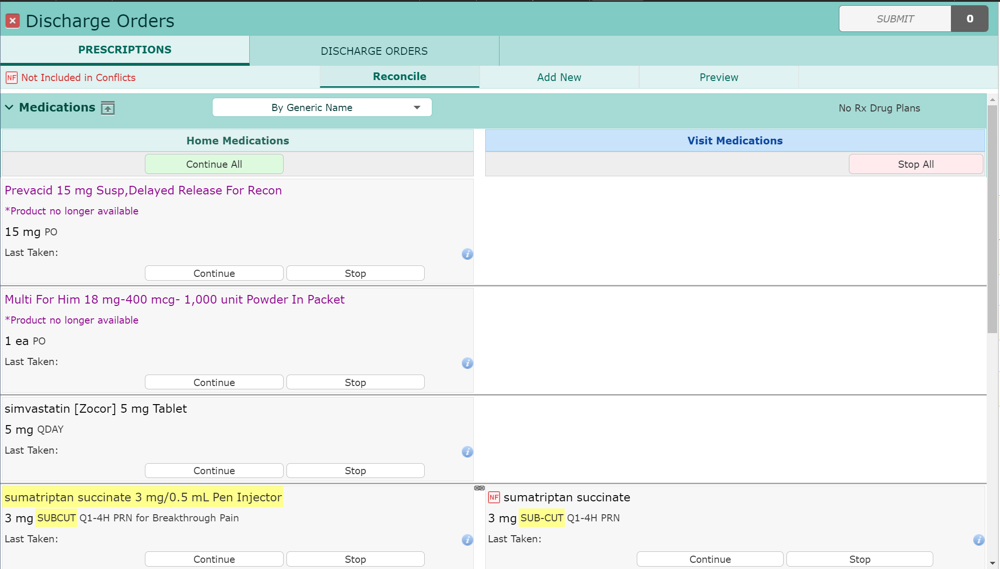 Discharge Orders
SUBMIT 0
PRESCRIPTIONS DISCHARGE ORDERS
NF Not Included in Conflicts Reconcile Add New Preview
Medications By Generic Name No Rx Drug Plans
Home Medications Visit Medications
Continue All Stop All
Prevacid 15 mg Susp,Delayed Release For Recon
*Product no longer available
15 mg PO
Last Taken:
Continue Stop
Multi For Him 18 mg-400 mcg- 1,000 unit Powder In Packet
*Product no longer available
1 ea PO
Last Taken:
Continue Stop
simvastatin [Zocor] 5 mg Tablet
5 mg QDAY
Last Taken:
Continue Stop
sumatriptan succinate 3 mg/0.5 mL Pen Injector
3 mg SUBCUT Q1-4H PRN for Breakthrough Pain
Last Taken:
Continue Stop
NF sumatriptan succinate
3 mg SUB-CUT Q1-4H PRN
Last Taken:
Continue Stop